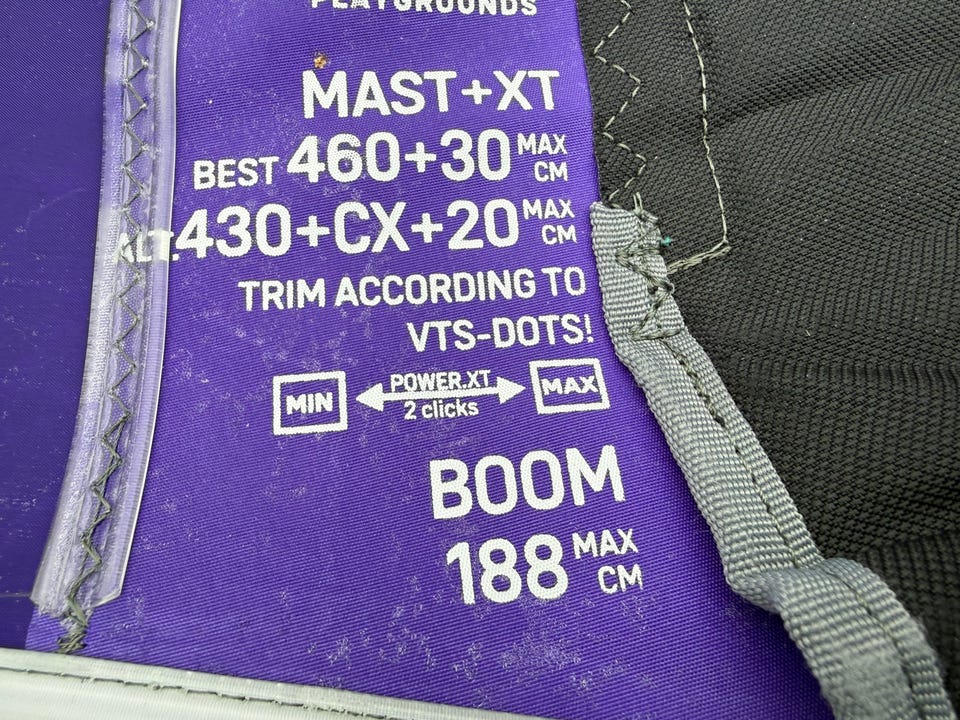 PLAYGROUNDS
MAST+XT
BEST 460+30 MAX CM
ALT. 430+CX+20 MAX CM
TRIM ACCORDING TO
VTS-DOTS!
MIN POWER.XT 2 clicks MAX
BOOM
188 MAX CM